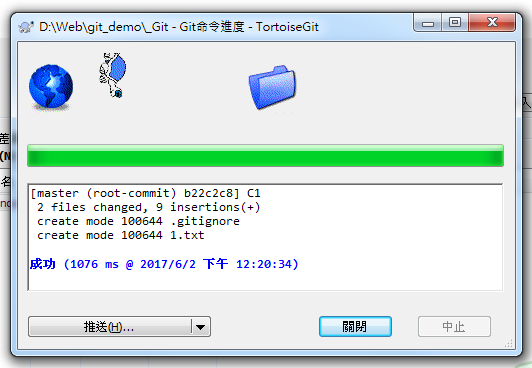 D:\Web\git_demo\_Git - Git命令進度 - TortoiseGit
[master (root-commit) b22c2c8] C1
2 files changed, 9 insertions(+)
create mode 100644 .gitignore
create mode 100644 1.txt
成功 (1076 ms @ 2017/6/2 下午 12:20:34)
推送(H)...
關閉
中止